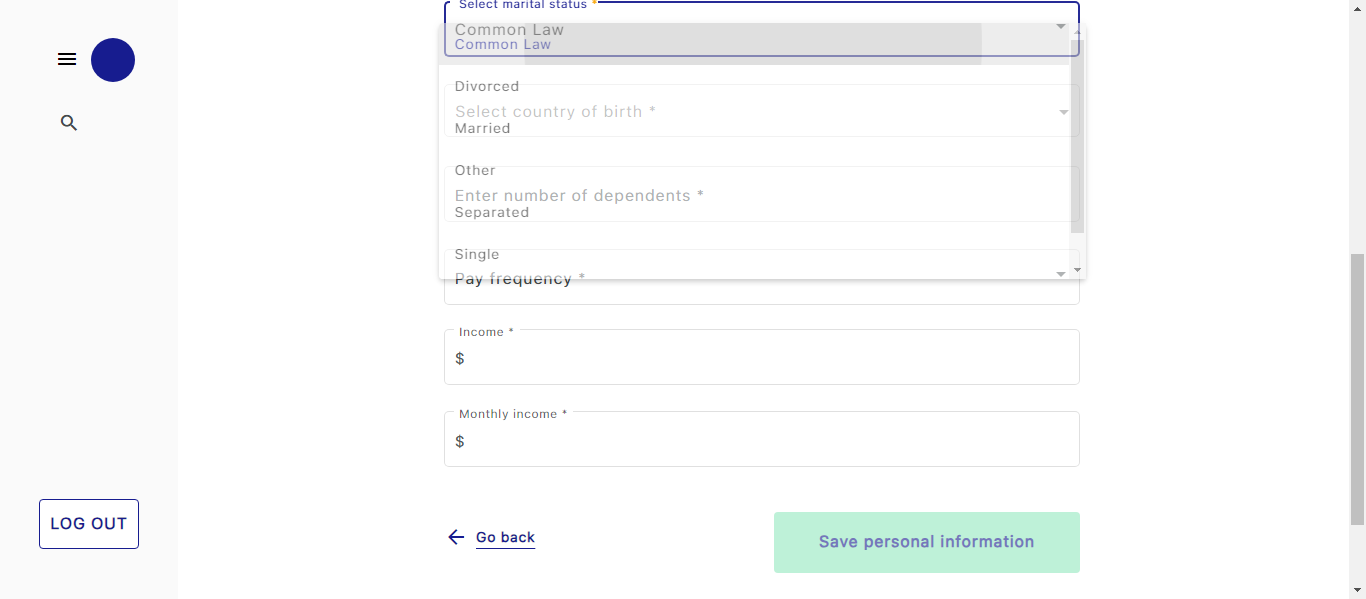 Select marital status *
Common Law
Common Law
Divorced
Select country of birth *
Married
Other
Enter number of dependents *
Separated
Single
Pay frequency *
Income *
$
Monthly income *
$
LOG OUT
Go back
Save personal information